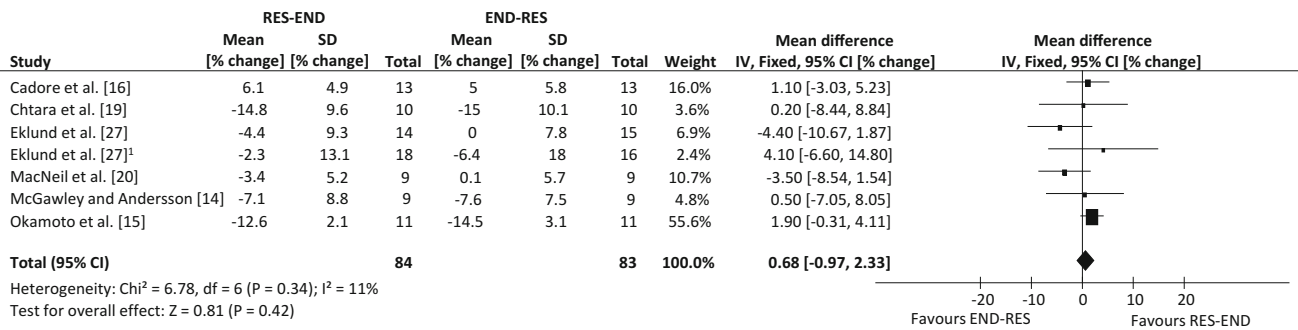 RES-END END-RES
Mean SD Mean SD Mean difference Mean difference
Study [% change] [% change] Total [% change] [% change] Total Weight IV, Fixed, 95% CI [% change] IV, Fixed, 95% CI [% change]
Cadore et al. [16] 6.1 4.9 13 5 5.8 13 16.0% 1.10 [-3.03, 5.23]
Chtara et al. [19] -14.8 9.6 10 -15 10.1 10 3.6% 0.20 [-8.44, 8.84]
Eklund et al. [27] -4.4 9.3 14 0 7.8 15 6.9% -4.40 [-10.67, 1.87]
Eklund et al. [27]¹ -2.3 13.1 18 -6.4 18 16 2.4% 4.10 [-6.60, 14.80]
MacNeil et al. [20] -3.4 5.2 9 0.1 5.7 9 10.7% -3.50 [-8.54, 1.54]
McGawley and Andersson [14] -7.1 8.8 9 -7.6 7.5 9 4.8% 0.50 [-7.05, 8.05]
Okamoto et al. [15] -12.6 2.1 11 -14.5 3.1 11 55.6% 1.90 [-0.31, 4.11]
Total (95% CI) 84 83 100.0% 0.68 [-0.97, 2.33]
Heterogeneity: Chi² = 6.78, df = 6 (P = 0.34); I² = 11%
Test for overall effect: Z = 0.81 (P = 0.42)
-20 -10 0 10 20
Favours END-RES Favours RES-END